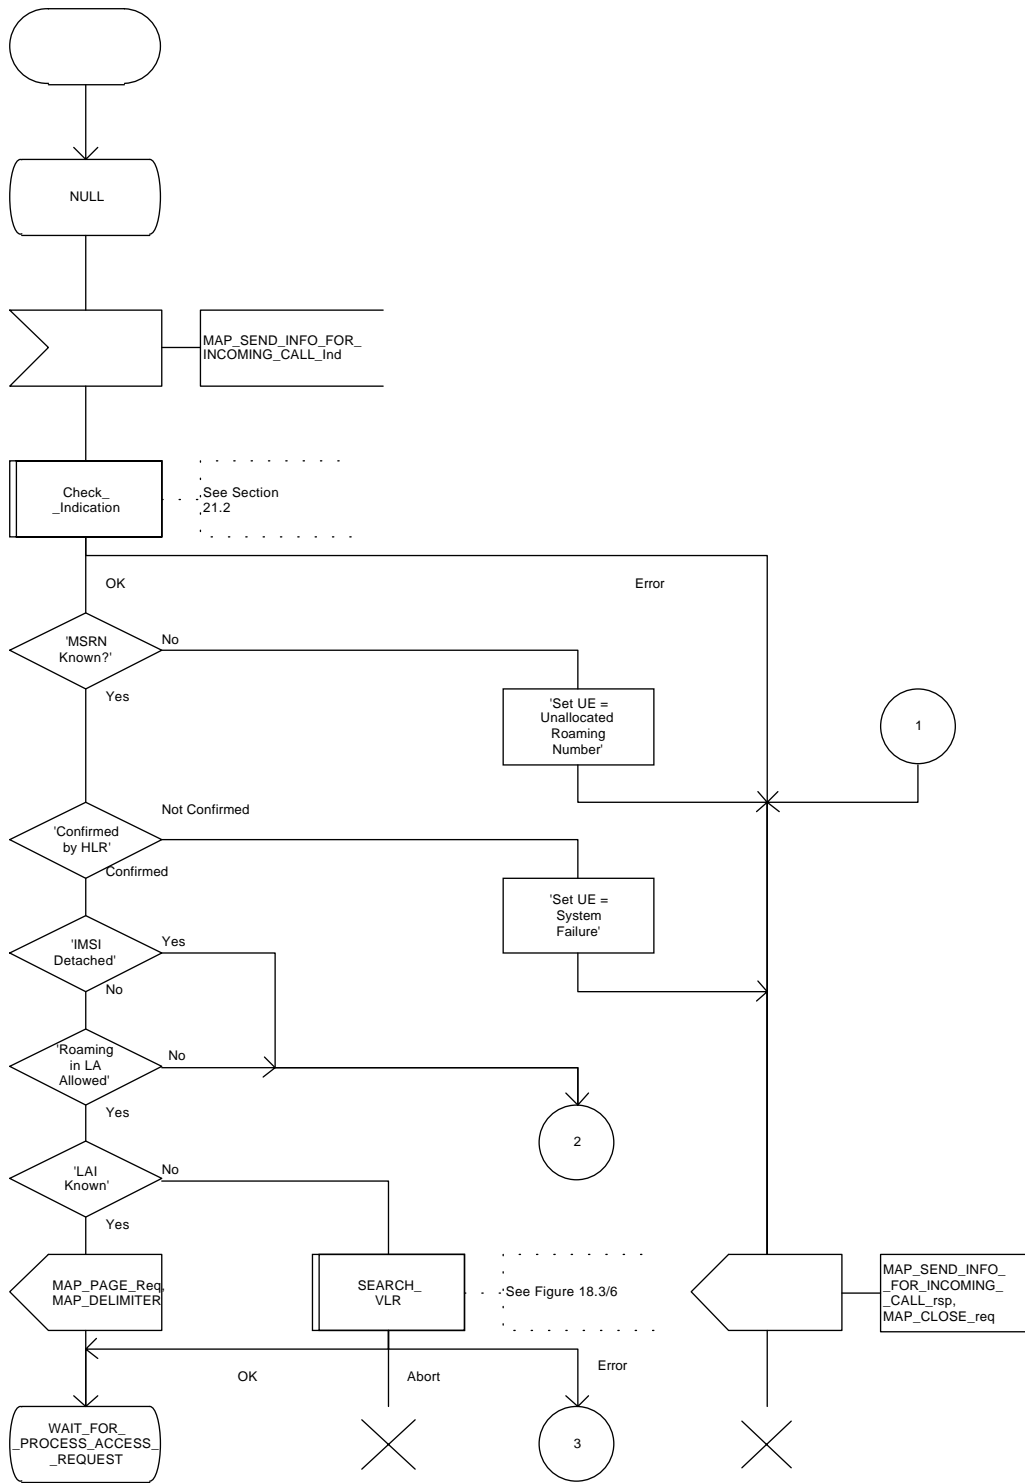 NULL
MAP_SEND_INFO_FOR_
INCOMING_CALL_Ind
Check_
_Indication
See Section
21.2
OK
Error
'MSRN
Known?'
No
Yes
'Set UE =
Unallocated
Roaming
Number'
1
Not Confirmed
'Confirmed
by HLR'
Confirmed
'Set UE =
System
Failure'
'IMSI
Detached'
Yes
No
'Roaming
in LA
Allowed'
No
Yes
2
'LAI
Known'
No
Yes
MAP_PAGE_Req,
MAP_DELIMITER
SEARCH_
_VLR
See Figure 18.3/6
MAP_SEND_INFO_
_FOR_INCOMING_
_CALL_rsp,
MAP_CLOSE_req
OK
Abort
Error
WAIT_FOR_
_PROCESS_ACCESS_
_REQUEST
3